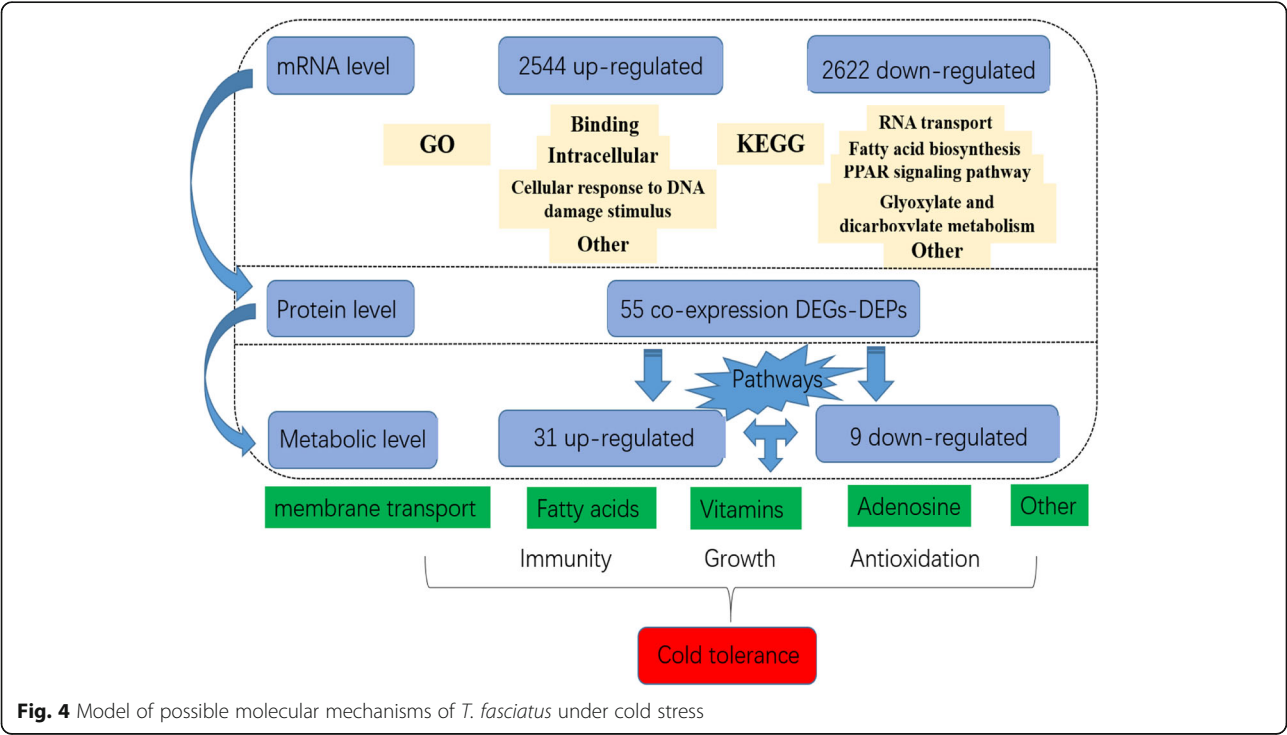 mRNA level
2544 up-regulated
2622 down-regulated
GO
Binding
Intracellular
Cellular response to DNA
damage stimulus
Other
KEGG
RNA transport
Fatty acid biosynthesis
PPAR signaling pathway
Glyoxylate and
dicarboxylate metabolism
Other
Protein level
55 co-expression DEGs-DEPs
Pathways
Metabolic level
31 up-regulated
9 down-regulated
membrane transport
Fatty acids
Vitamins
Adenosine
Other
Immunity
Growth
Antioxidation
Cold tolerance
Fig. 4 Model of possible molecular mechanisms of T. fasciatus under cold stress